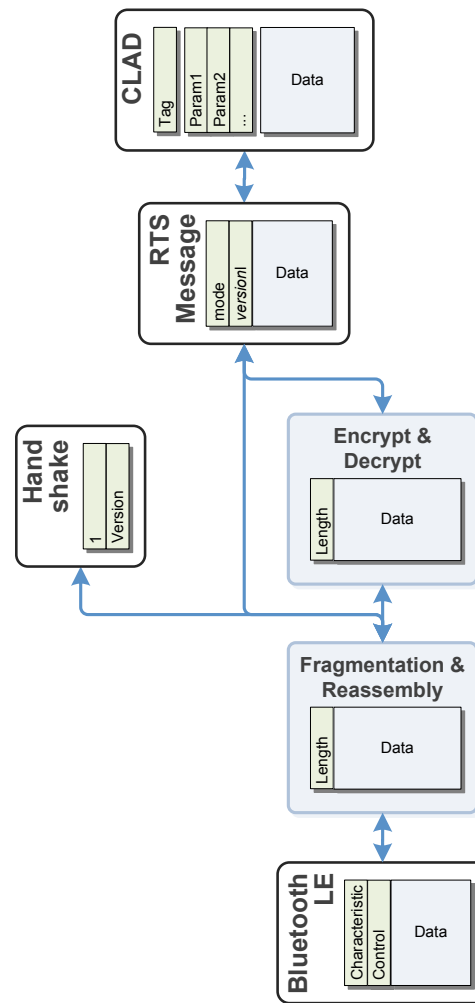 CLAD
Tag
Param1
Param2
...
Data
RTS
Message
mode
versionI
Data
Hand
shake
1
Version
Encrypt &
Decrypt
Length
Data
Fragmentation &
Reassembly
Length
Data
Bluetooth
LE
Characteristic
Control
Data